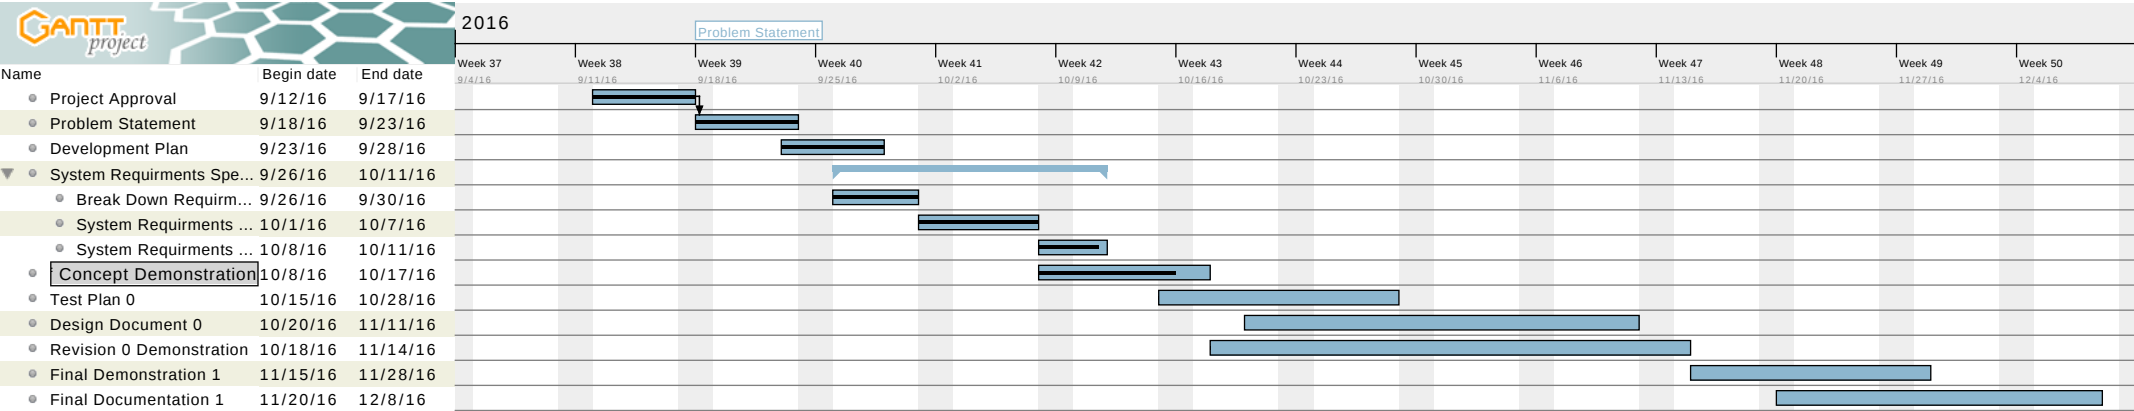 GANTT
project
2016
Problem Statement
Week 37 Week 38 Week 39 Week 40 Week 41 Week 42 Week 43 Week 44 Week 45 Week 46 Week 47 Week 48 Week 49 Week 50
Name Begin date End date
9/4/16 9/11/16 9/18/16 9/25/16 10/2/16 10/9/16 10/16/16 10/23/16 10/30/16 11/6/16 11/13/16 11/20/16 11/27/16 12/4/16
Project Approval 9/12/16 9/17/16
Problem Statement 9/18/16 9/23/16
Development Plan 9/23/16 9/28/16
System Requirments Spe... 9/26/16 10/11/16
Break Down Requirm... 9/26/16 9/30/16
System Requirments ... 10/1/16 10/7/16
System Requirments ... 10/8/16 10/11/16
Concept Demonstration 10/8/16 10/17/16
Test Plan 0 10/15/16 10/28/16
Design Document 0 10/20/16 11/11/16
Revision 0 Demonstration 10/18/16 11/14/16
Final Demonstration 1 11/15/16 11/28/16
Final Documentation 1 11/20/16 12/8/16